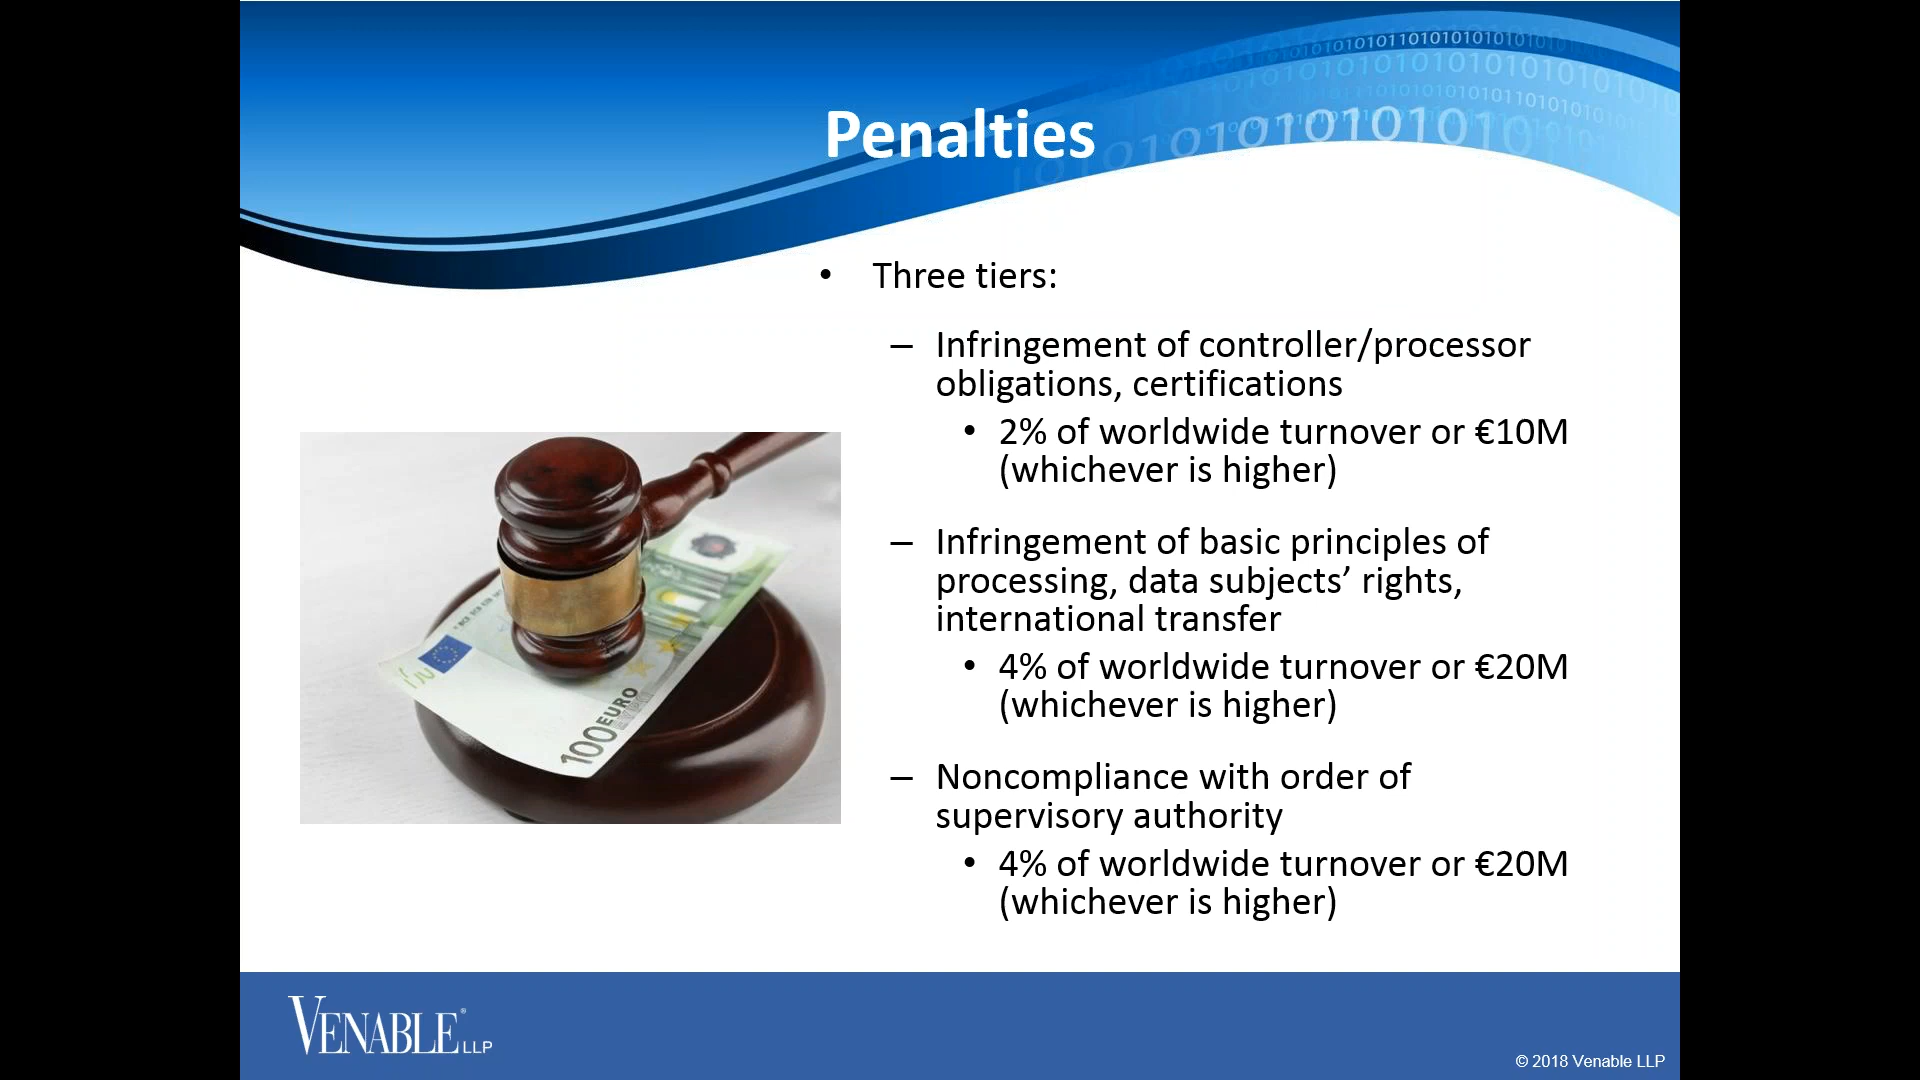 Penalties
• Three tiers:
– Infringement of controller/processor
obligations, certifications
• 2% of worldwide turnover or €10M
(whichever is higher)
– Infringement of basic principles of
processing, data subjects’ rights,
international transfer
• 4% of worldwide turnover or €20M
(whichever is higher)
– Noncompliance with order of
supervisory authority
• 4% of worldwide turnover or €20M
(whichever is higher)
100 EURO
VENABLE® LLP
© 2018 Venable LLP